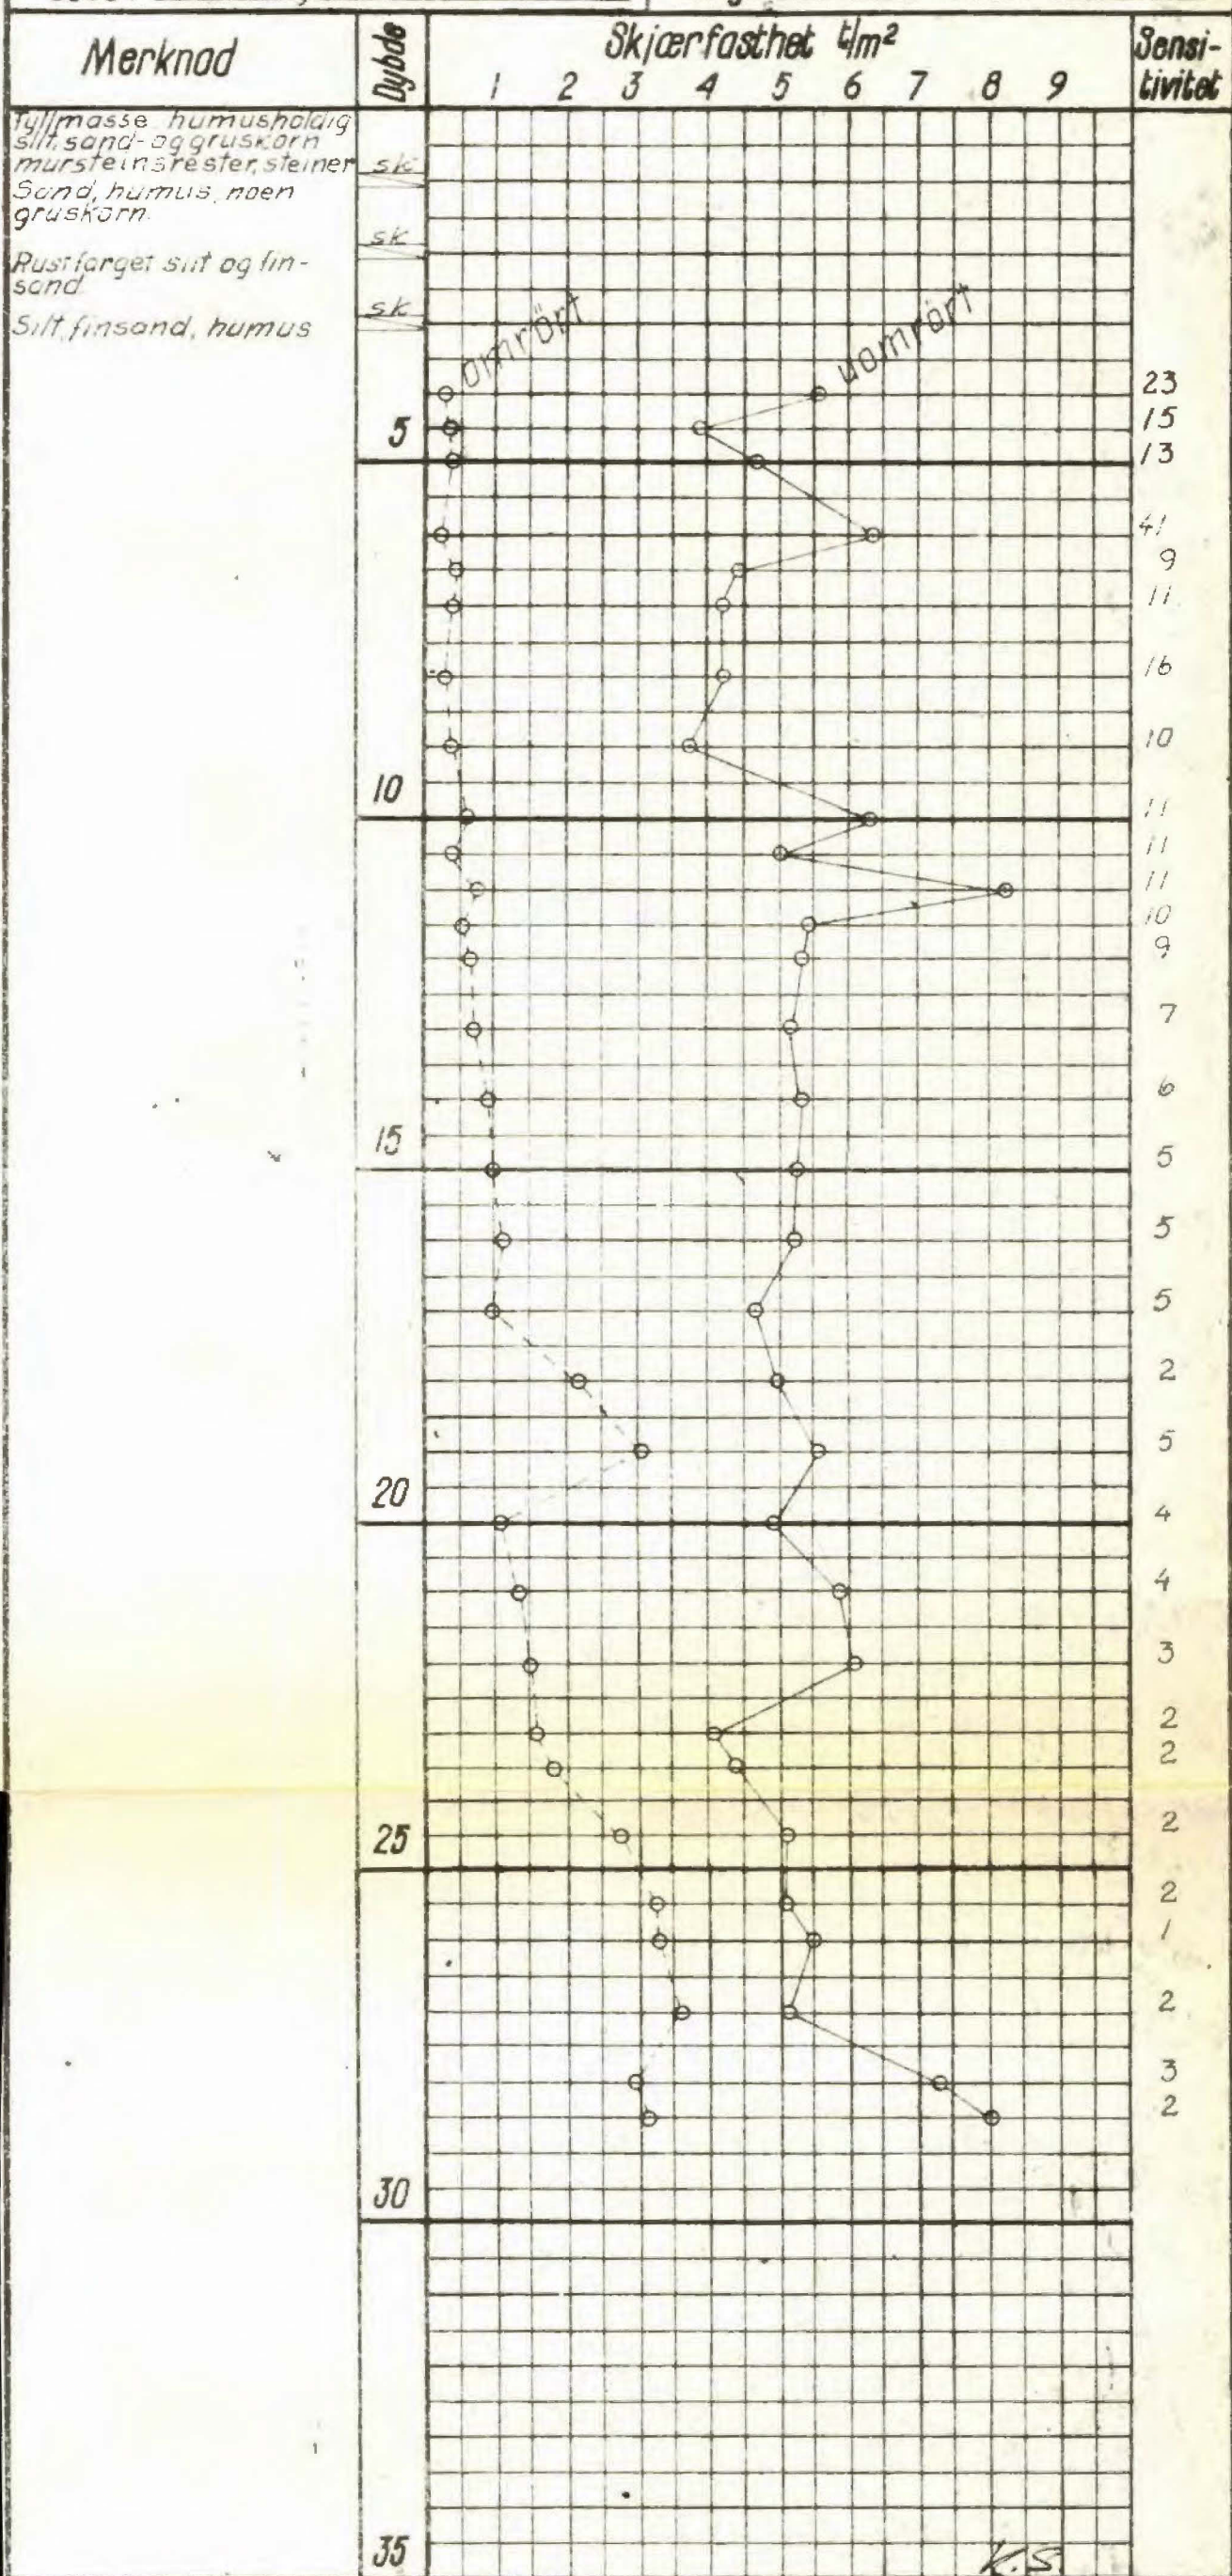 Merknad
Dybde
Skjærfasthet t/m²
1 2 3 4 5 6 7 8 9
Sensi-
tivitet
Fyllmasse humusholdig
silt, sand- og gruskorn
mursteinsrester, steiner
sk
Sand, humus, noen
gruskorn.
sk
Rustfarget silt og fin-
sand
sk
Silt, finsand, humus
omrört
uomrört
23
5
15
13
41
9
11
16
10
10
11
11
11
10
9
7
6
15
5
5
5
2
5
20
4
4
3
2
2
25
2
2
1
2
3
2
30
35
K.S.